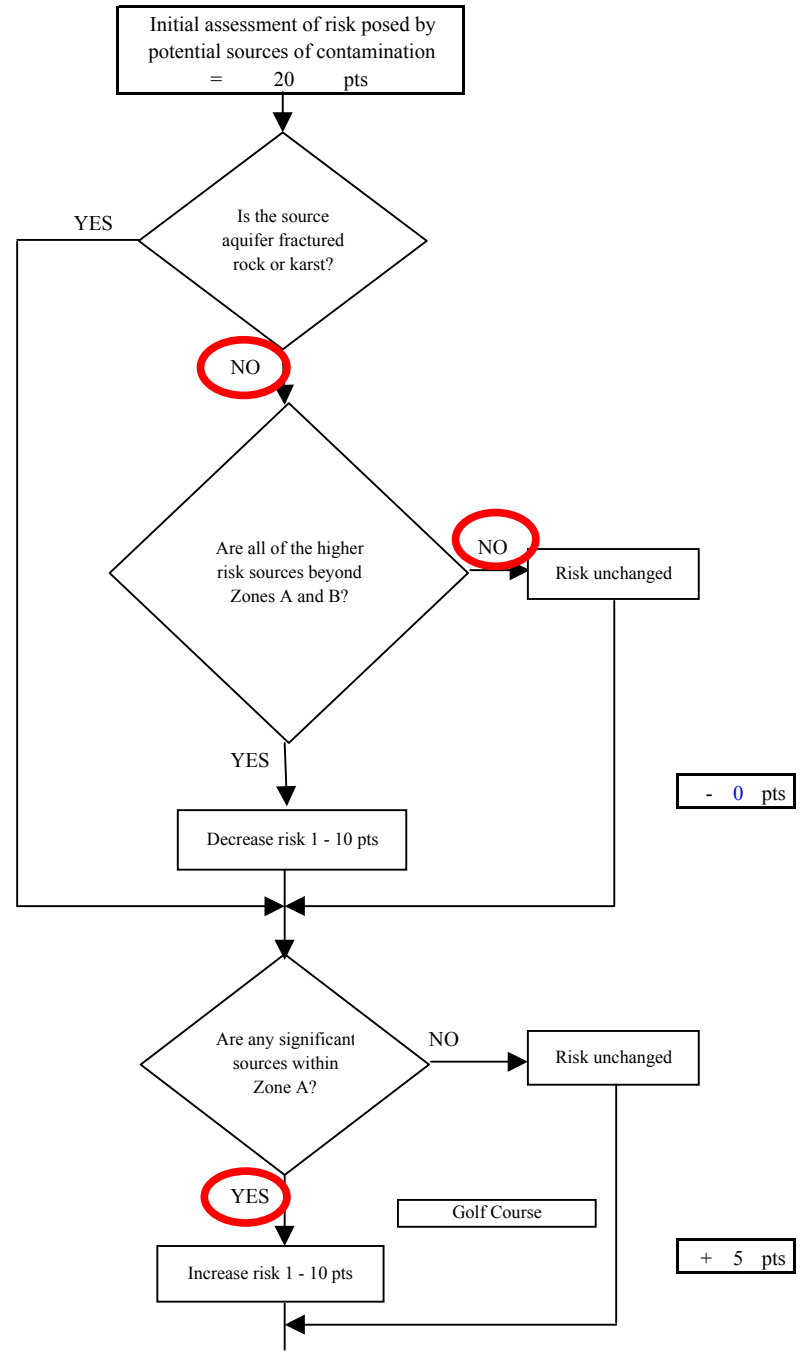 Initial assessment of risk posed by
potential sources of contamination
= 20 pts
YES
Is the source
aquifer fractured
rock or karst?
NO
Are all of the higher
risk sources beyond
Zones A and B?
NO
Risk unchanged
YES
- 0 pts
Decrease risk 1 - 10 pts
Are any significant
sources within
Zone A?
NO
Risk unchanged
YES
Golf Course
+ 5 pts
Increase risk 1 - 10 pts